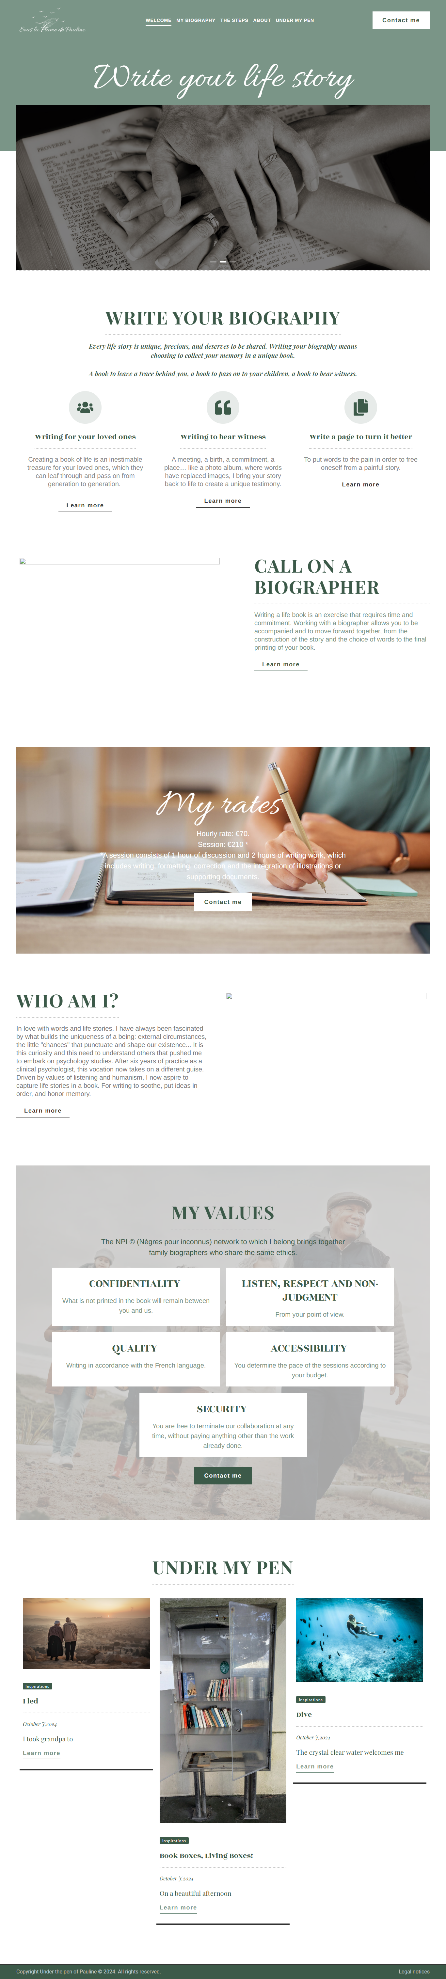 Sous la Plume de Pauline
WELCOME MY BIOGRAPHY THE STEPS ABOUT UNDER MY PEN
Contact me
Write your life story
WRITE YOUR BIOGRAPHY
Every life story is unique, precious, and deserves to be shared. Writing your biography means
choosing to collect your memory in a unique book.
A book to leave a trace behind you, a book to pass on to your children, a book to bear witness.
Writing for your loved ones
Creating a book of life is an inestimable
treasure for your loved ones, which they
can leaf through and pass on from
generation to generation.
Learn more
Writing to bear witness
A meeting, a birth, a commitment, a
place… like a photo album, where words
have replaced images, I bring your story
back to life to create a unique testimony.
Learn more
Write a page to turn it better
To put words to the pain in order to free
oneself from a painful story.
Learn more
CALL ON A
BIOGRAPHER
Writing a life book is an exercise that requires time and
commitment. Working with a biographer allows you to be
accompanied and to move forward together, from the
construction of the story and the choice of words to the final
printing of your book.
Learn more
My rates
Hourly rate: €70.
Session: €210 *
*A session consists of 1 hour of discussion and 2 hours of writing work, which
includes writing, formatting, correction and the integration of illustrations or
supporting documents.
Contact me
WHO AM I?
In love with words and life stories, I have always been fascinated
by what builds the uniqueness of a being: external circumstances,
the little "chances" that punctuate and shape our existence… It is
this curiosity and this need to understand others that pushed me
to embark on psychology studies. After six years of practice as a
clinical psychologist, this vocation now takes on a different guise.
Driven by values of listening and humanism, I now aspire to
capture life stories in a book. For writing to soothe, put ideas in
order, and honor memory.
Learn more
MY VALUES
The NPI © (Nègres pour inconnus) network to which I belong brings together
family biographers who share the same ethics.
CONFIDENTIALITY
What is not printed in the book will remain between
you and us.
LISTEN, RESPECT AND NON-
JUDGMENT
From your point of view.
QUALITY
Writing in accordance with the French language.
ACCESSIBILITY
You determine the pace of the sessions according to
your budget.
SECURITY
You are free to terminate our collaboration at any
time, without paying anything other than the work
already done.
Contact me
UNDER MY PEN
Inspirations
I led
October 7, 2024
I took grandpa to
Learn more
Inspirations
Book Boxes, Living Boxes!
October 7, 2024
On a beautiful afternoon
Learn more
Inspirations
Dive
October 7, 2024
The crystal clear water welcomes me
Learn more
Copyright Under the pen of Pauline © 2024. All rights reserved.
Legal notices